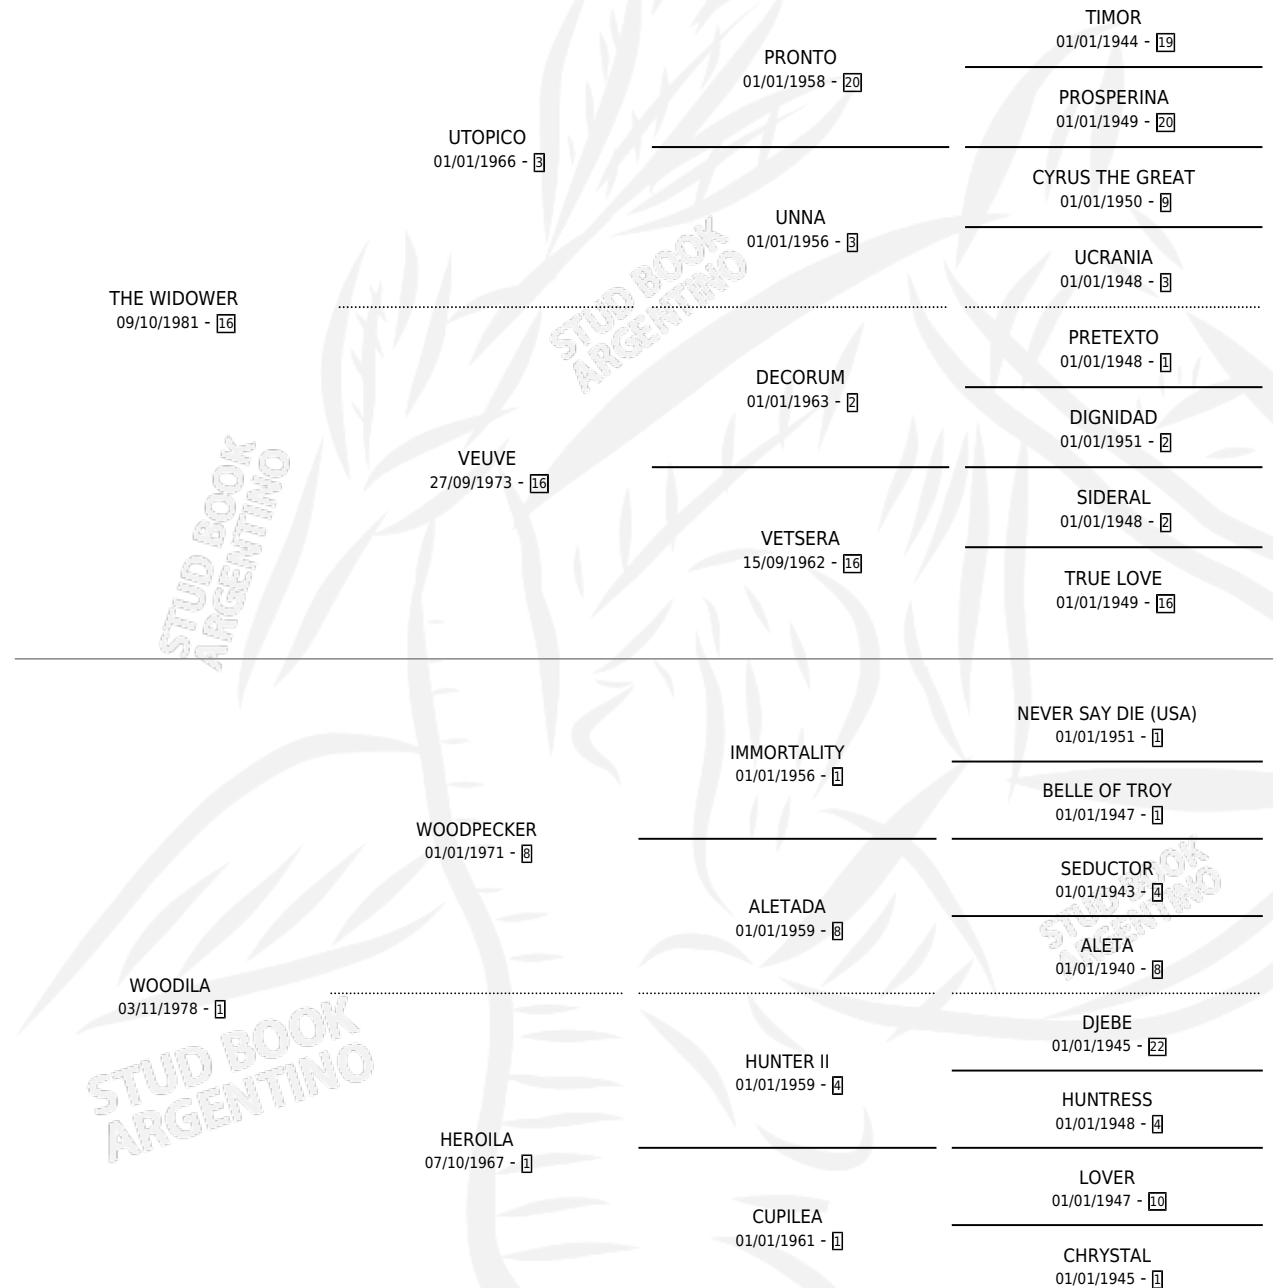 TIMOR
01/01/1944 - 19
PRONTO
01/01/1958 - 20
PROSPERINA
01/01/1949 - 20
UTOPICO
01/01/1966 - 3
CYRUS THE GREAT
01/01/1950 - 9
UNNA
01/01/1956 - 3
UCRANIA
01/01/1948 - 3
THE WIDOWER
09/10/1981 - 16
PRETEXTO
01/01/1948 - 1
DECORUM
01/01/1963 - 2
DIGNIDAD
01/01/1951 - 2
VEUVE
27/09/1973 - 16
SIDERAL
01/01/1948 - 2
VETSERA
15/09/1962 - 16
TRUE LOVE
01/01/1949 - 16
STUD BOOK
ARGENTINO
STUD BOOK
ARGENTINO
NEVER SAY DIE (USA)
01/01/1951 - 1
IMMORTALITY
01/01/1956 - 1
BELLE OF TROY
01/01/1947 - 1
WOODPECKER
01/01/1971 - 8
SEDUCTOR
01/01/1943 - 4
ALETADA
01/01/1959 - 8
ALETA
01/01/1940 - 8
WOODILA
03/11/1978 - 1
DJEBE
01/01/1945 - 22
HUNTER II
01/01/1959 - 4
HUNTRESS
01/01/1948 - 4
HEROILA
07/10/1967 - 1
LOVER
01/01/1947 - 10
CUPILEA
01/01/1961 - 1
CHRYSTAL
01/01/1945 - 1
STUD BOOK
ARGENTINO
STUD BOOK
ARGENTINO